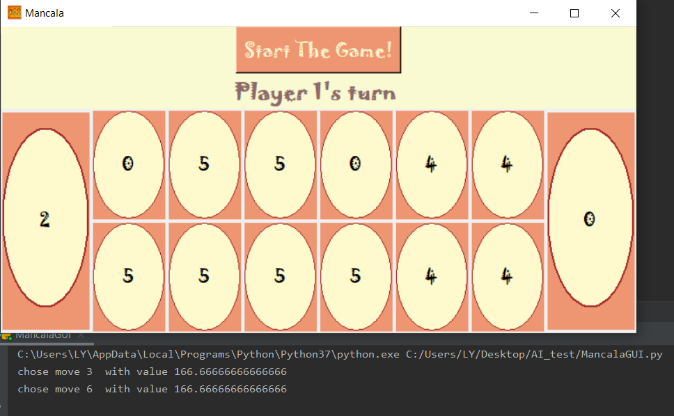 Mancala
Start The Game!
Player 1's turn
0 5 5 0 4 4
2 0
5 5 5 5 4 4
MancalaGUI
C:\Users\LY\AppData\Local\Programs\Python\Python37\python.exe C:/Users/LY/Desktop/AI_test/MancalaGUI.py
chose move 3  with value 166.66666666666666
chose move 6  with value 166.66666666666666